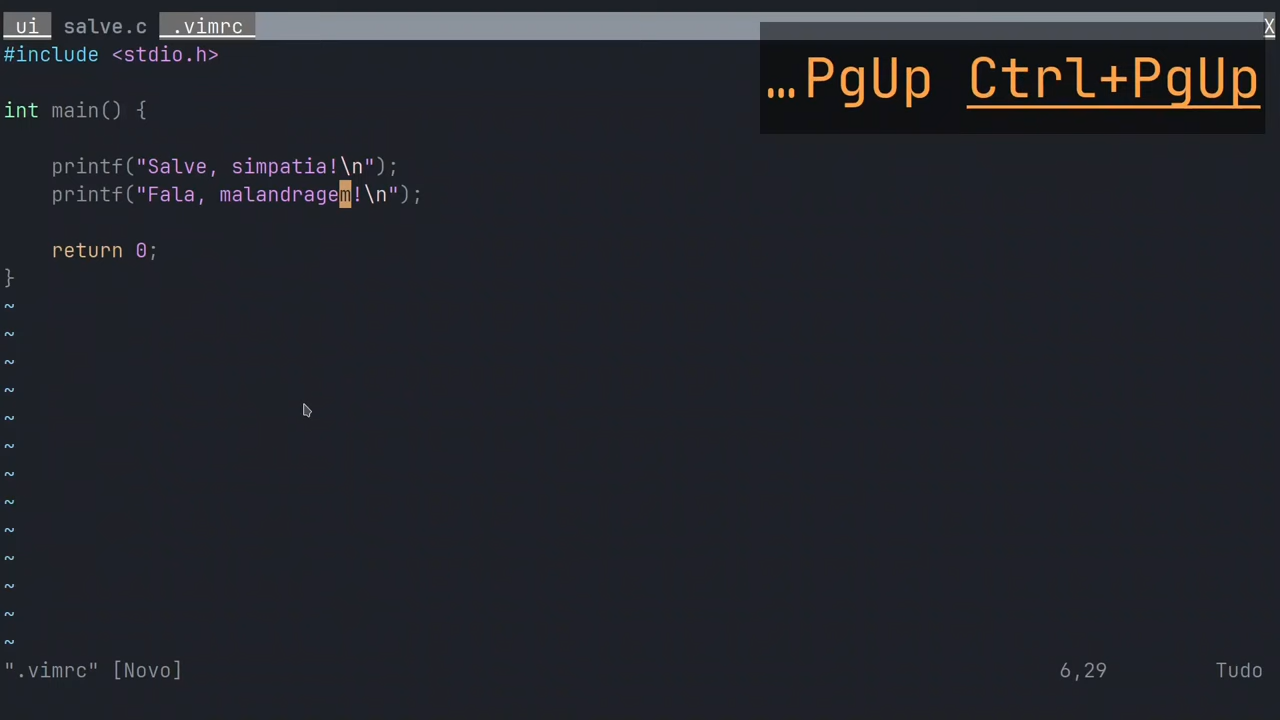 ui salve.c .vimrc X
…PgUp Ctrl+PgUp
#include <stdio.h>
int main() {
    printf("Salve, simpatia!\n");
    printf("Fala, malandragem!\n");
    return 0;
}
~
~
~
~
~
~
~
~
~
~
~
~
~
".vimrc" [Novo] 6,29 Tudo